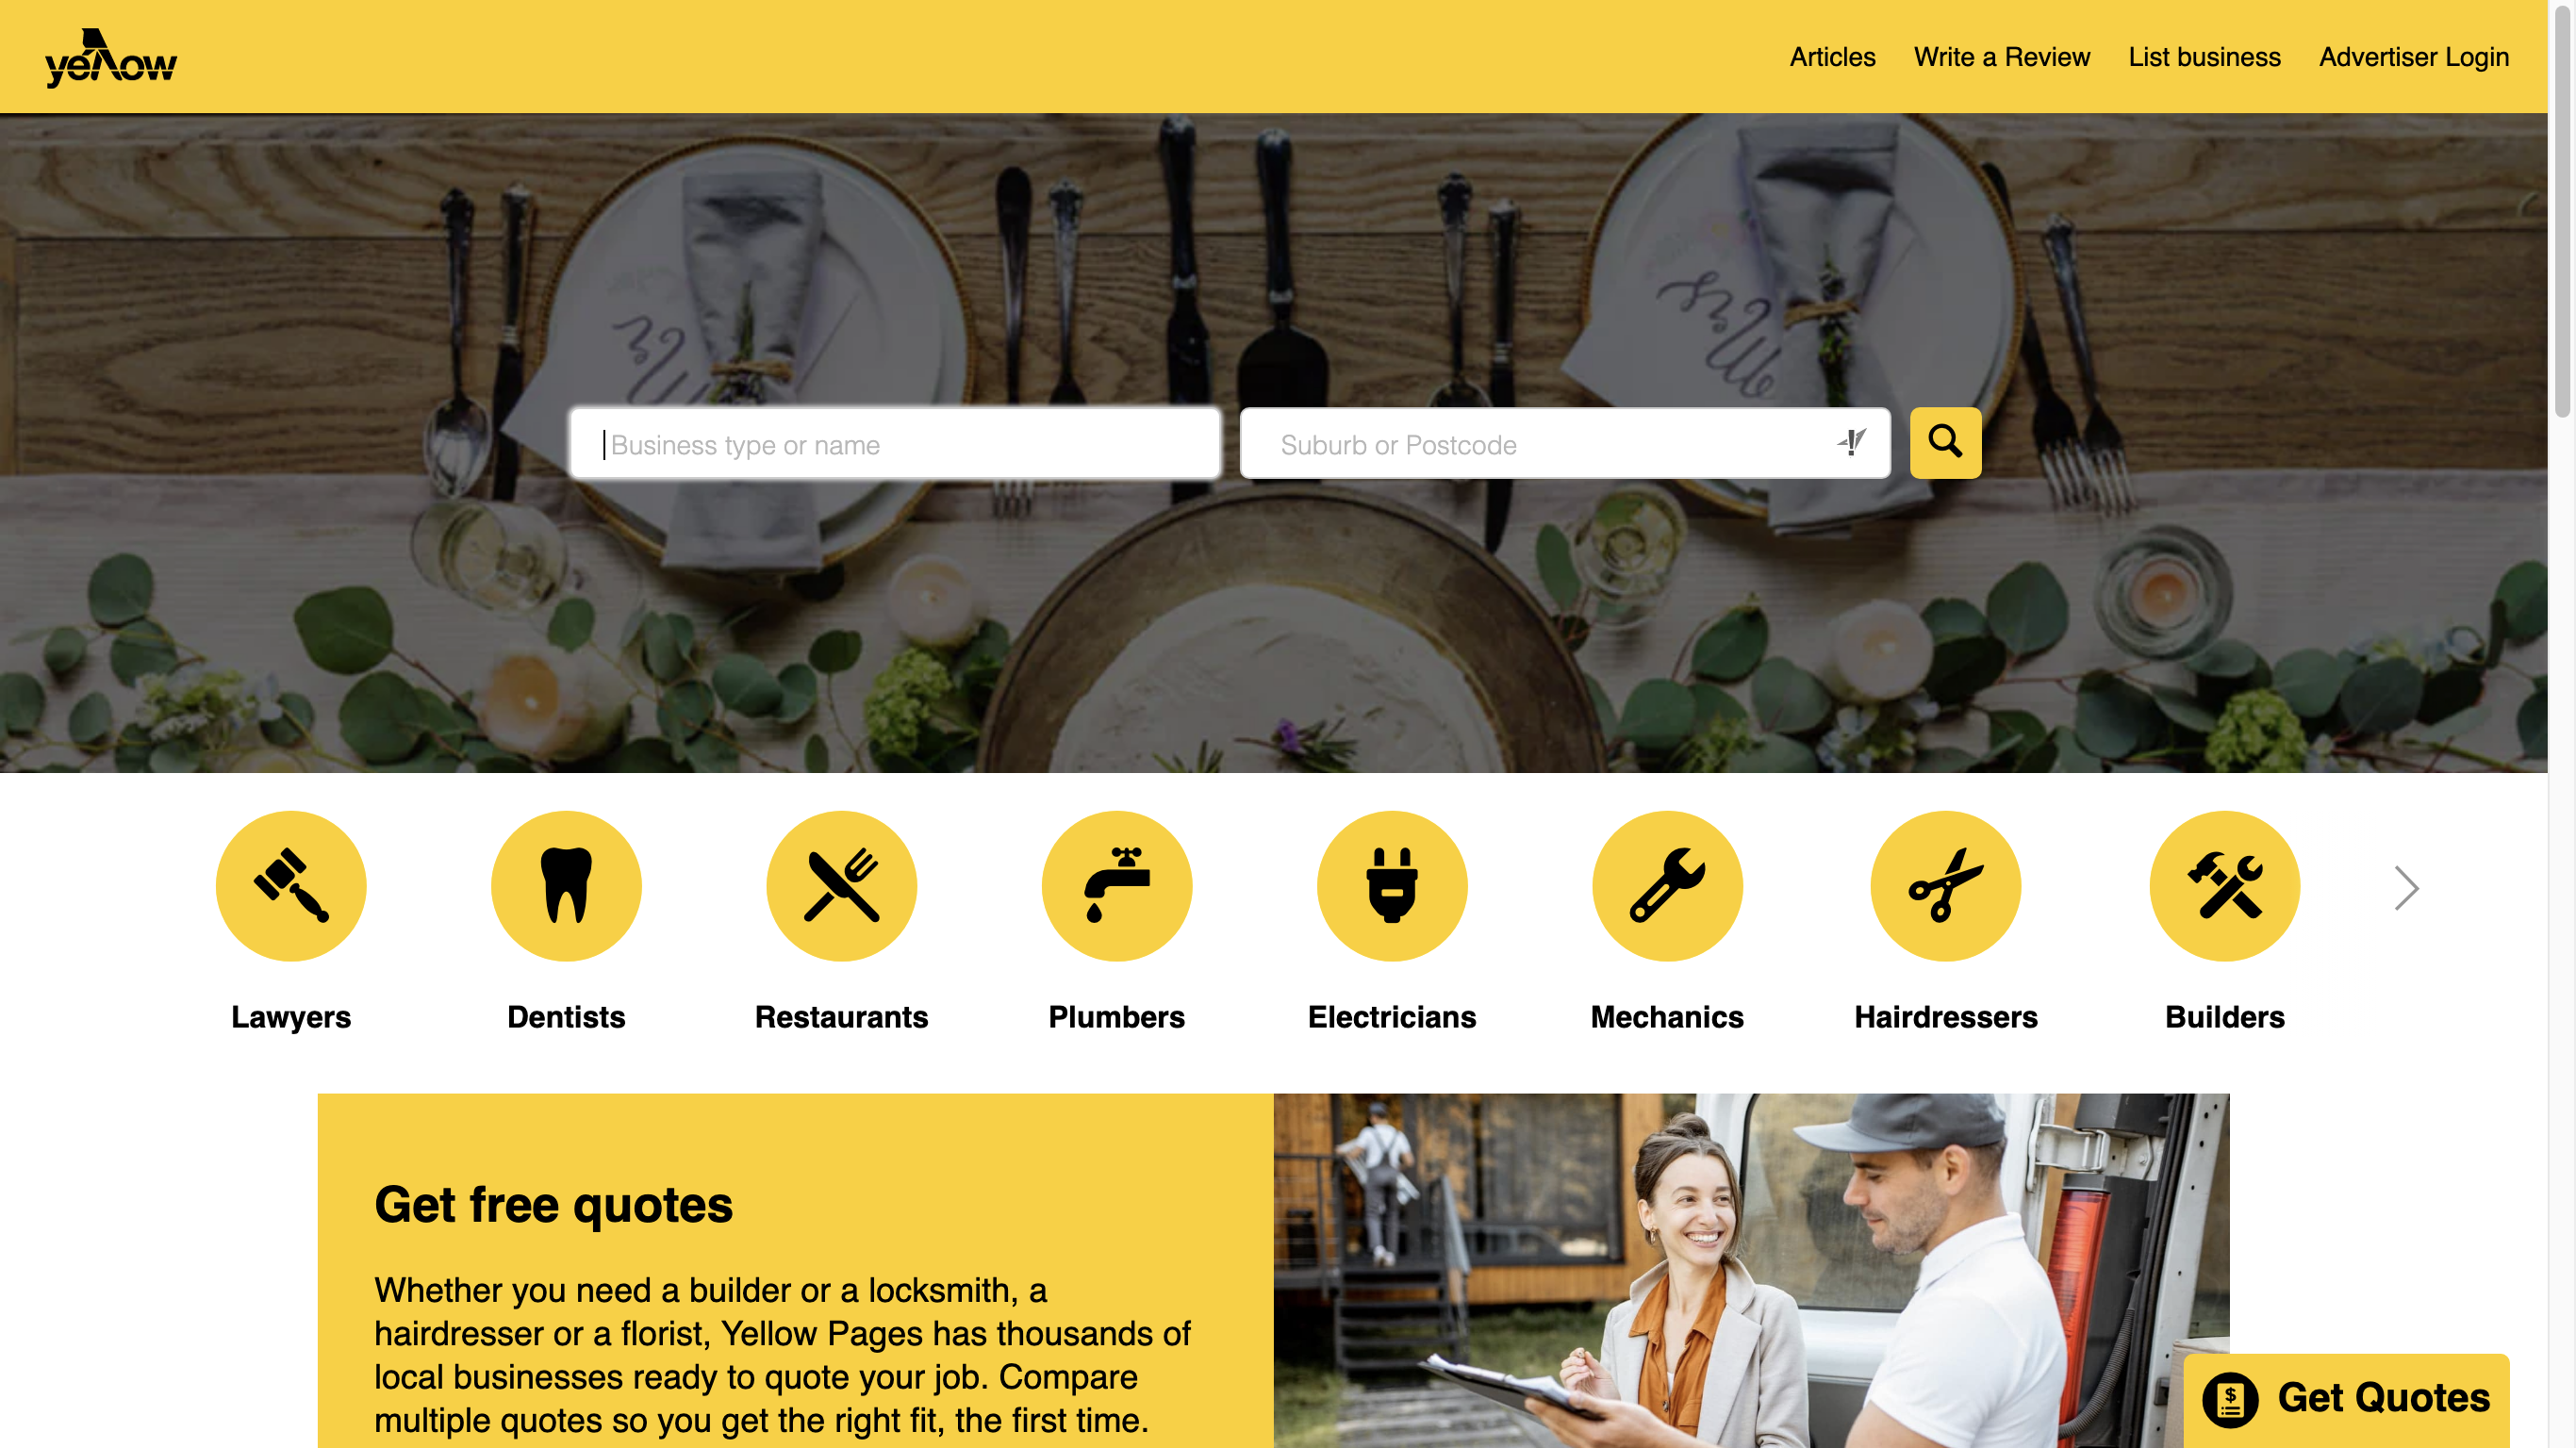 yellow
Articles Write a Review List business Advertiser Login
Mr
Mrs
Business type or name
Suburb or Postcode
Lawyers Dentists Restaurants Plumbers Electricians Mechanics Hairdressers Builders
Get free quotes
Whether you need a builder or a locksmith, a
hairdresser or a florist, Yellow Pages has thousands of
local businesses ready to quote your job. Compare
multiple quotes so you get the right fit, the first time.
Get Quotes